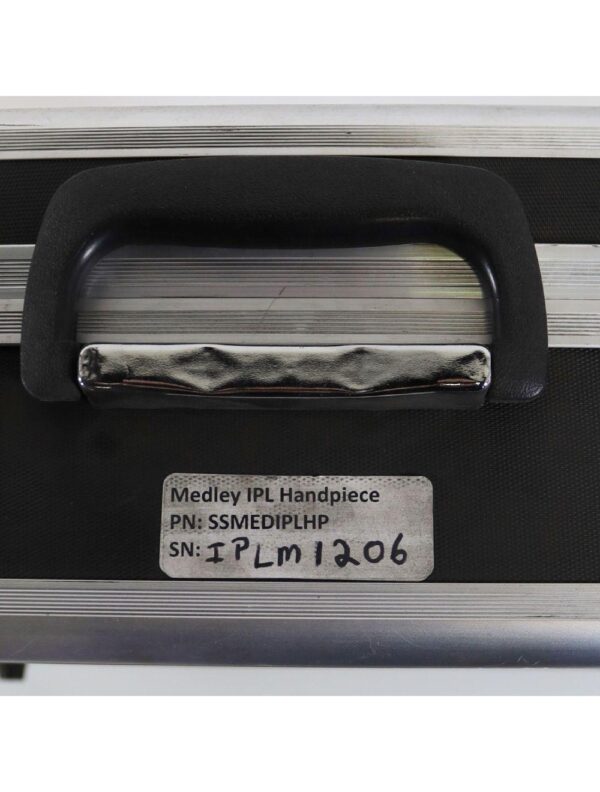 Medley IPL Handpiece
PN: SSMEDIPLHP
SN: IPLM1206